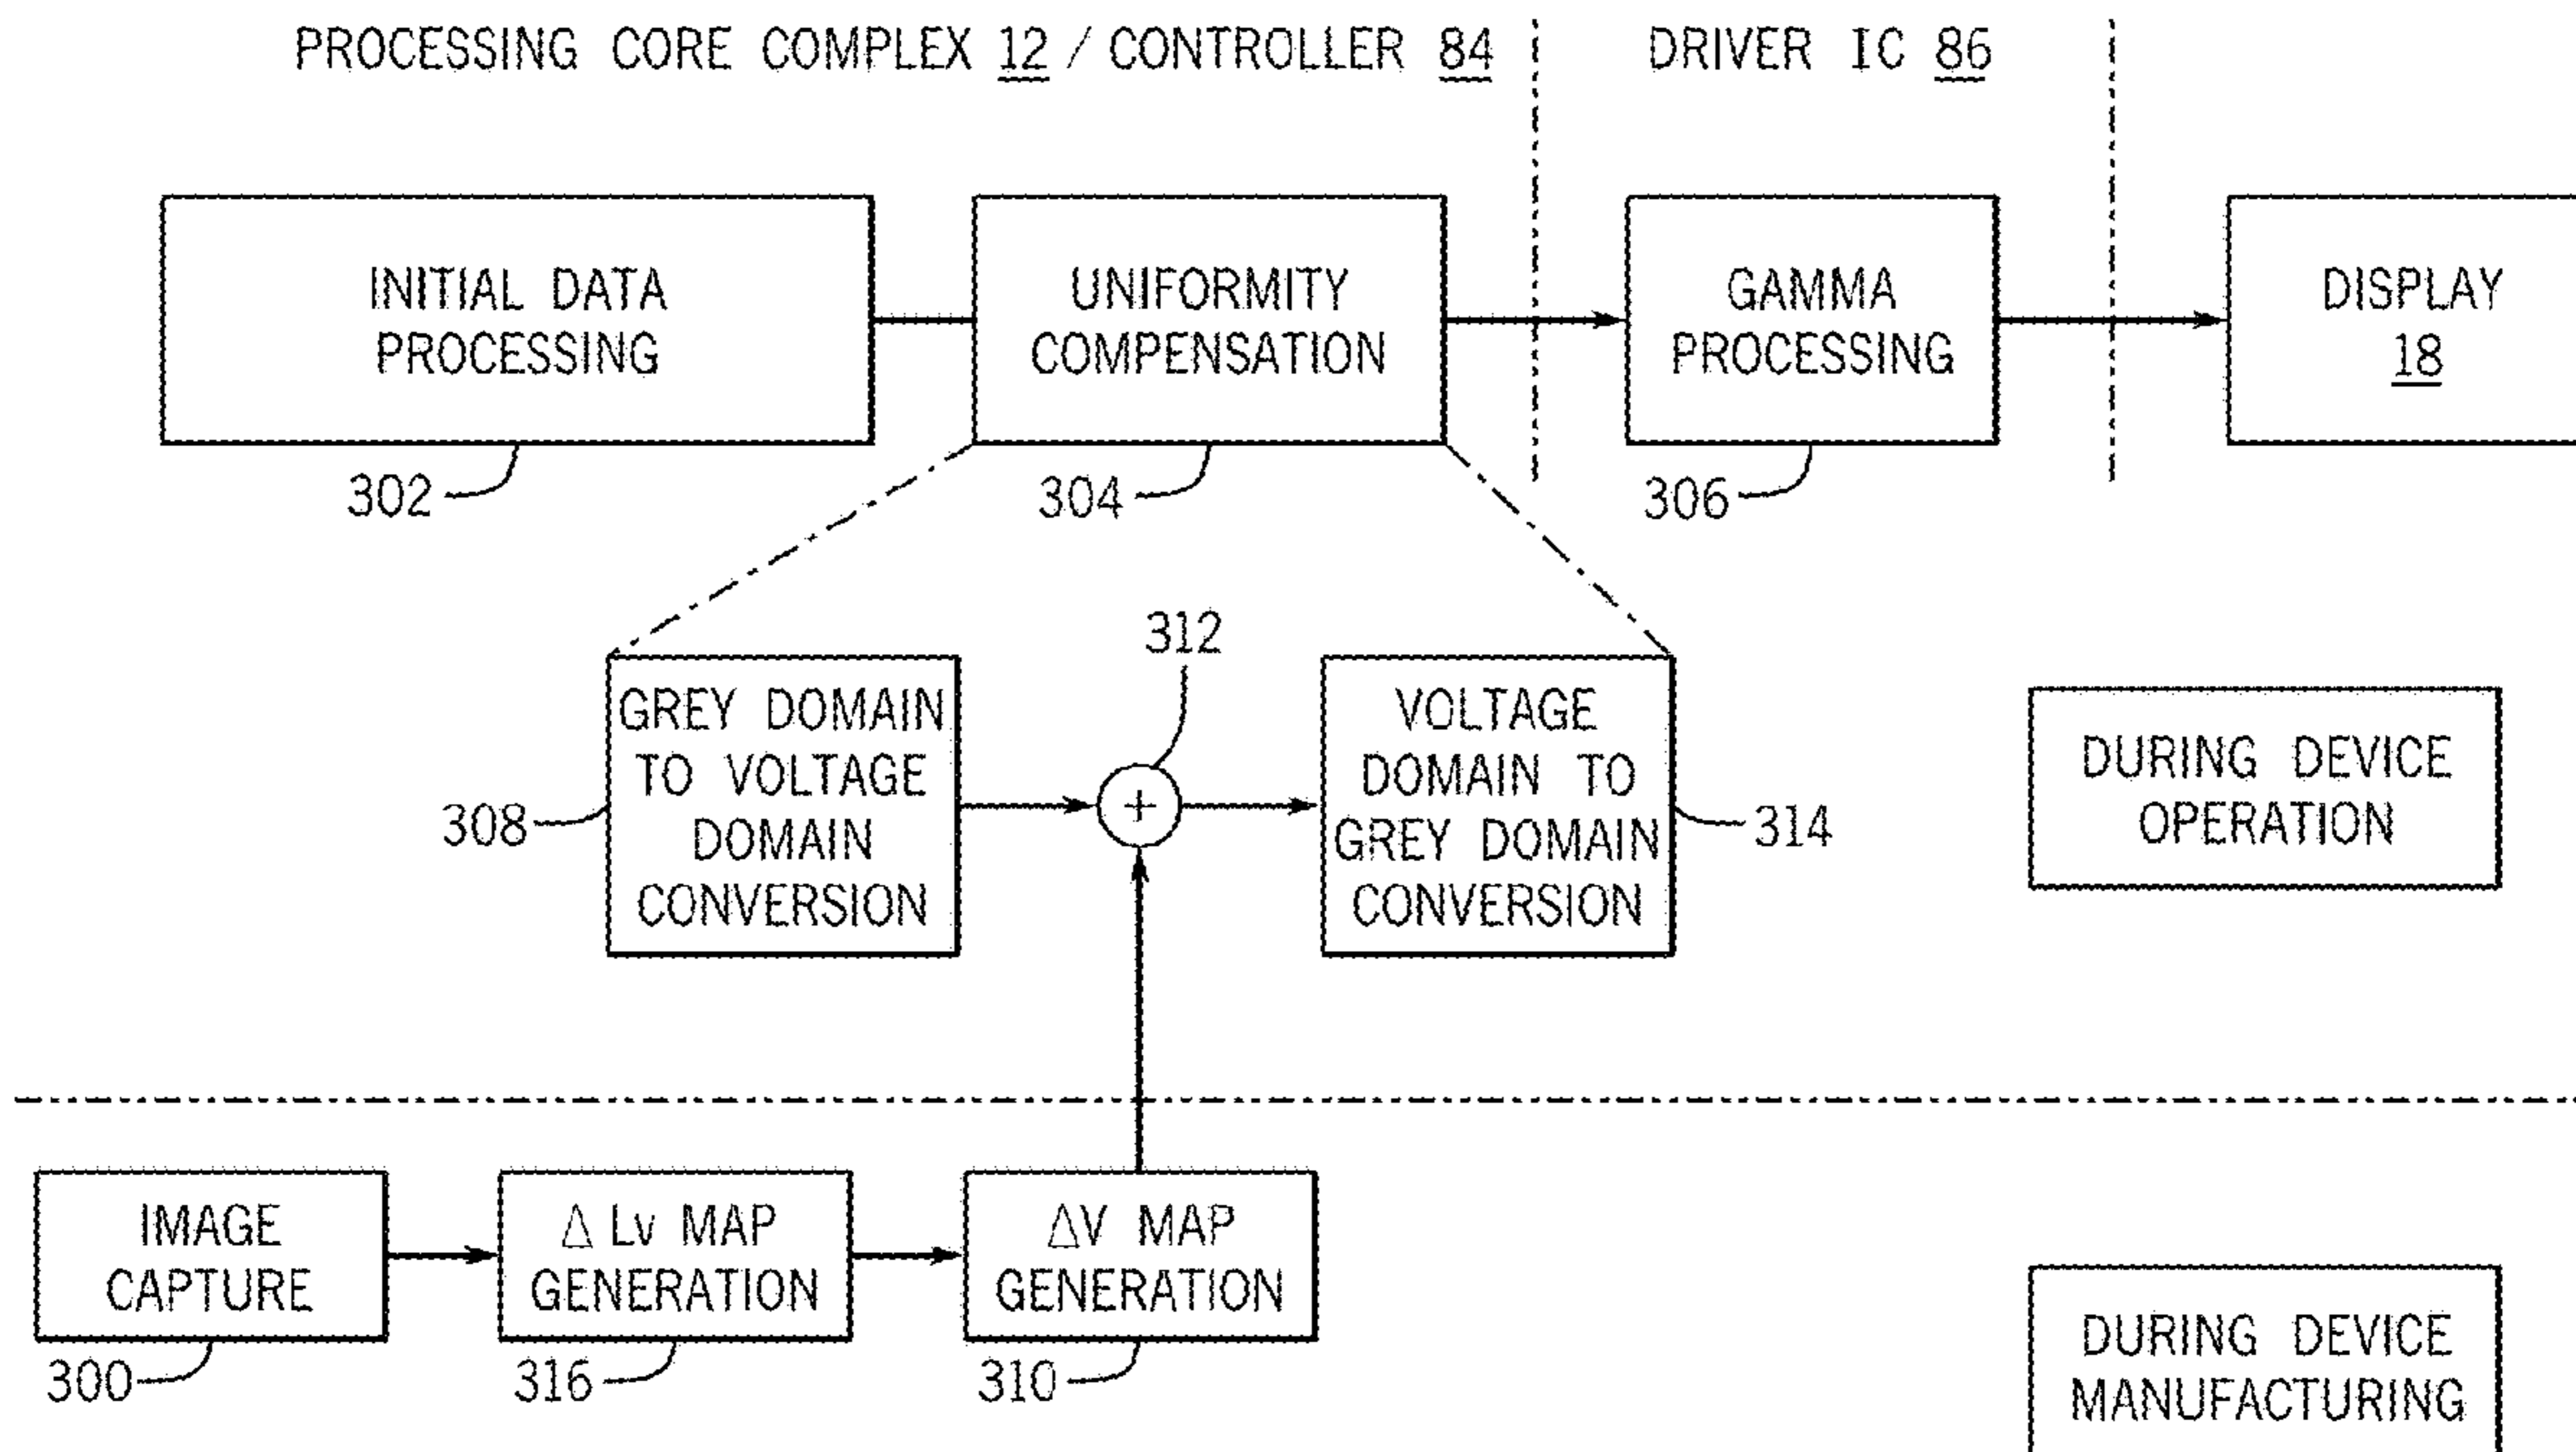 PROCESSING CORE COMPLEX 12 / CONTROLLER 84
DRIVER IC 86
INITIAL DATA
PROCESSING
302
UNIFORMITY
COMPENSATION
304
GAMMA
PROCESSING
306
DISPLAY
18
GREY DOMAIN
TO VOLTAGE
DOMAIN
CONVERSION
308
312
+
VOLTAGE
DOMAIN TO
GREY DOMAIN
CONVERSION
314
DURING DEVICE
OPERATION
IMAGE
CAPTURE
300
Δ Lv MAP
GENERATION
316
ΔV MAP
GENERATION
310
DURING DEVICE
MANUFACTURING